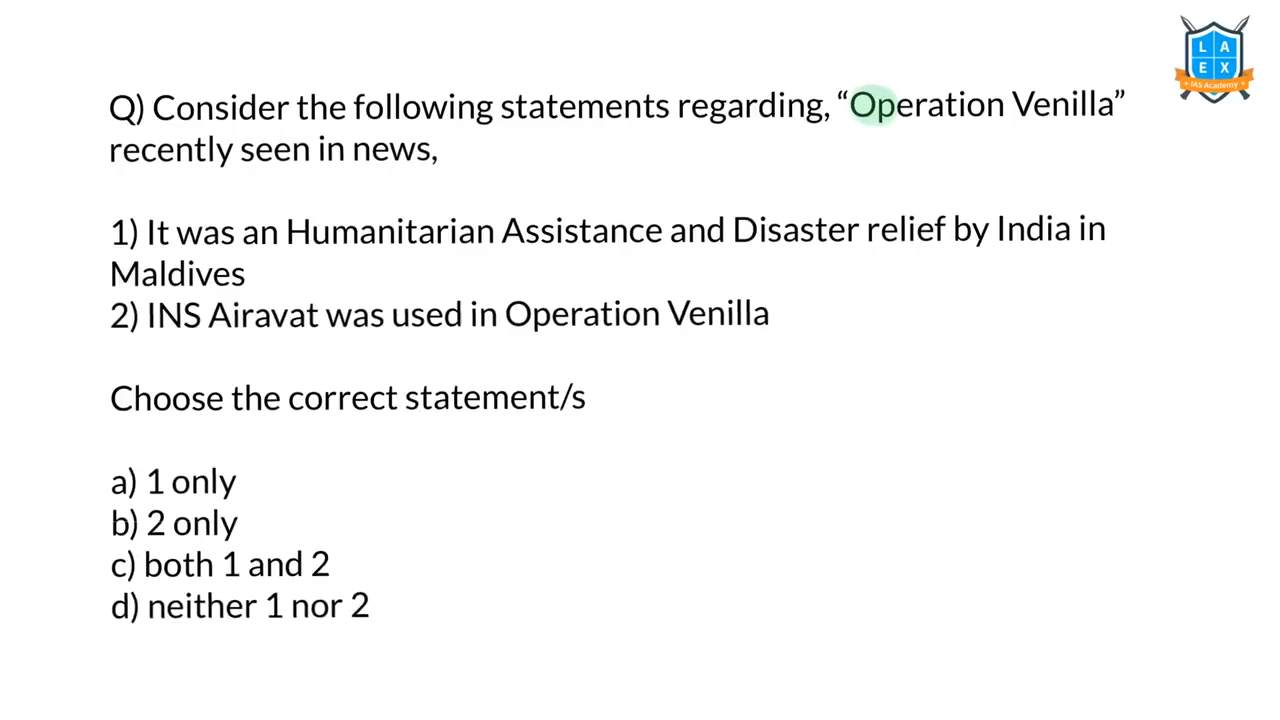 L A
E X
IAS Academy
Q) Consider the following statements regarding, “Operation Venilla”
recently seen in news,
1) It was an Humanitarian Assistance and Disaster relief by India in
Maldives
2) INS Airavat was used in Operation Venilla
Choose the correct statement/s
a) 1 only
b) 2 only
c) both 1 and 2
d) neither 1 nor 2